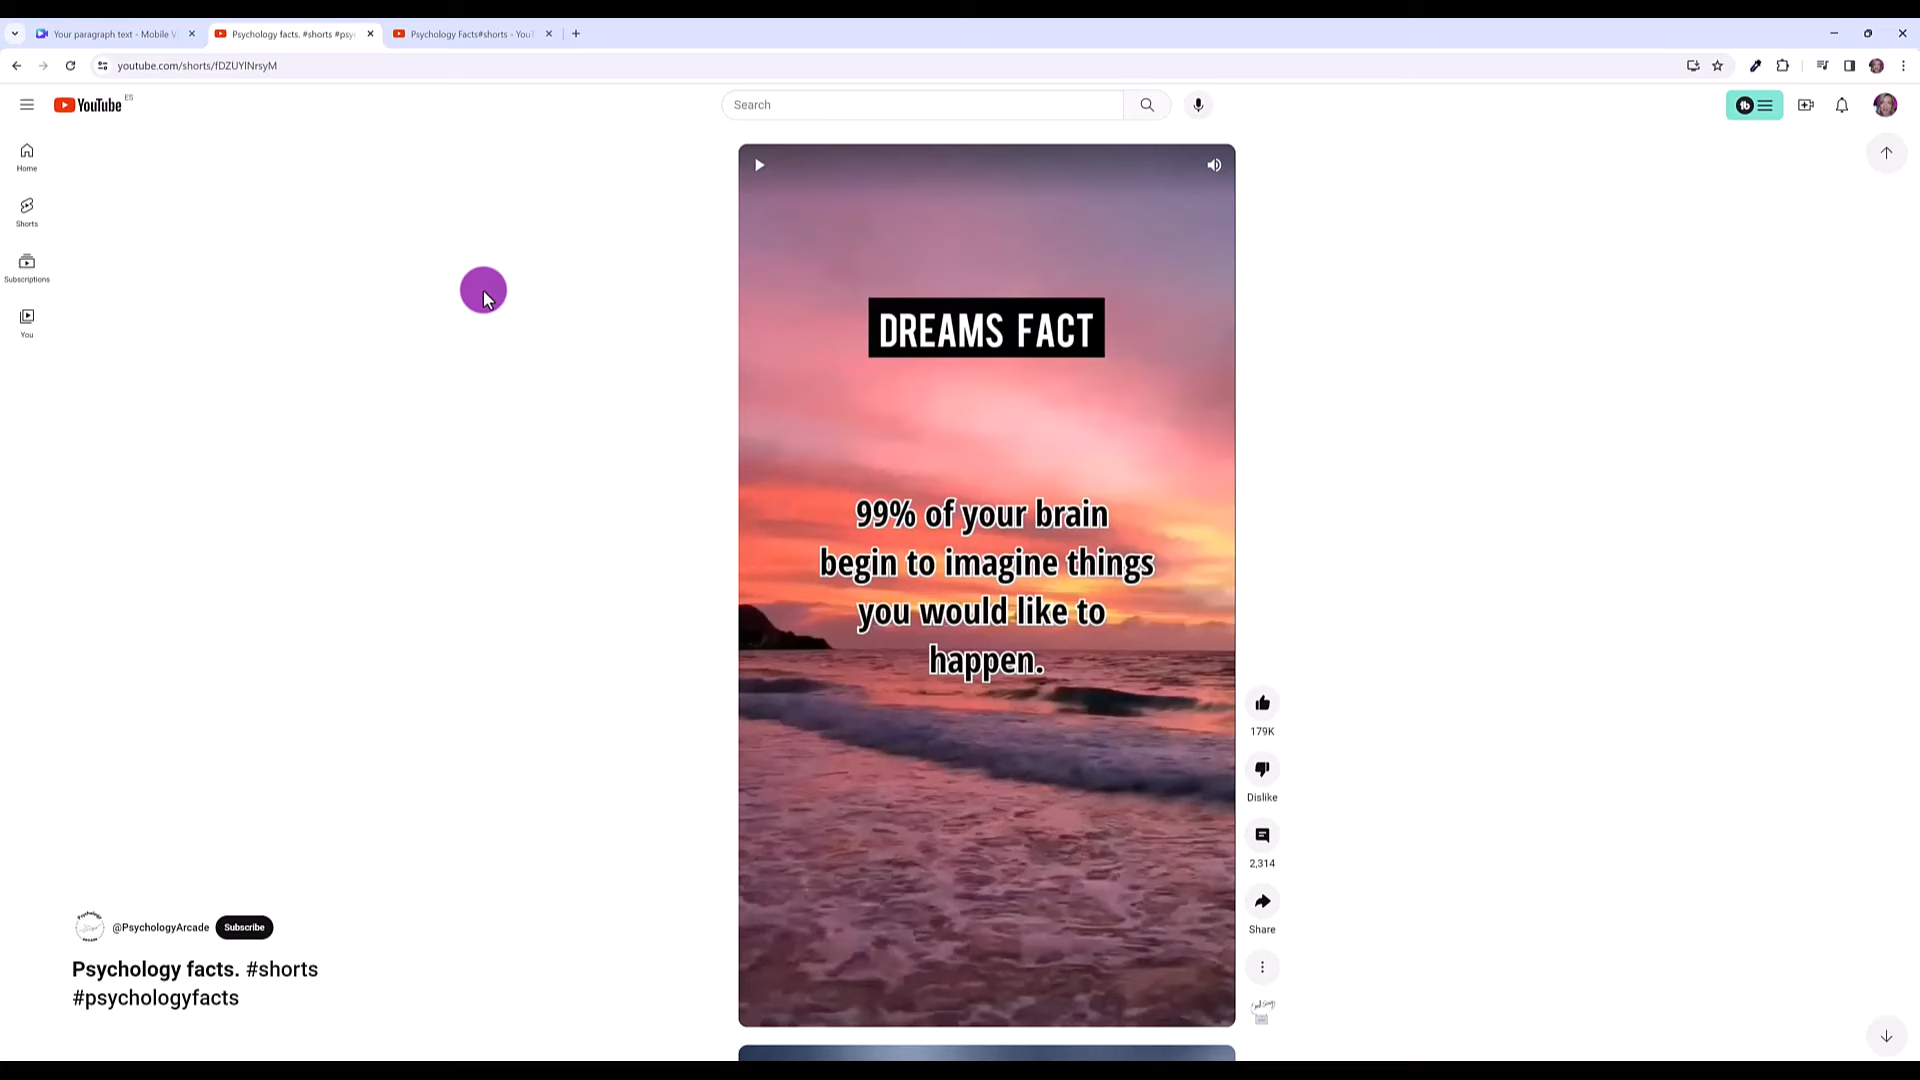 Your paragraph text - Mobile V
Psychology facts. #shorts #psy
Psychology Facts#shorts - YouT
youtube.com/shorts/fDZUYlNrsyM
YouTube ES
Search
Home
Shorts
Subscriptions
You
DREAMS FACT
99% of your brain
begin to imagine things
you would like to
happen.
179K
Dislike
2,314
Share
@PsychologyArcade
Subscribe
Psychology facts. #shorts
#psychologyfacts